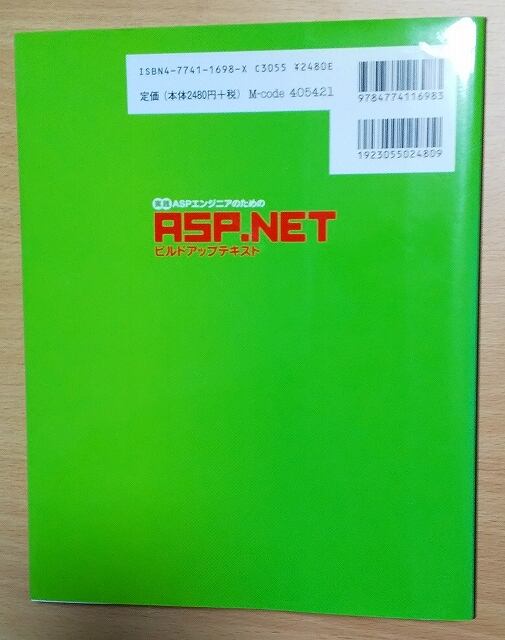 ISBN4-7741-1698-X C3055 ¥2480E
定価（本体2480円＋税） M-code 405421
9784774116983
1923055024809
実践 ASPエンジニアのための
ASP.NET
ビルドアップテキスト